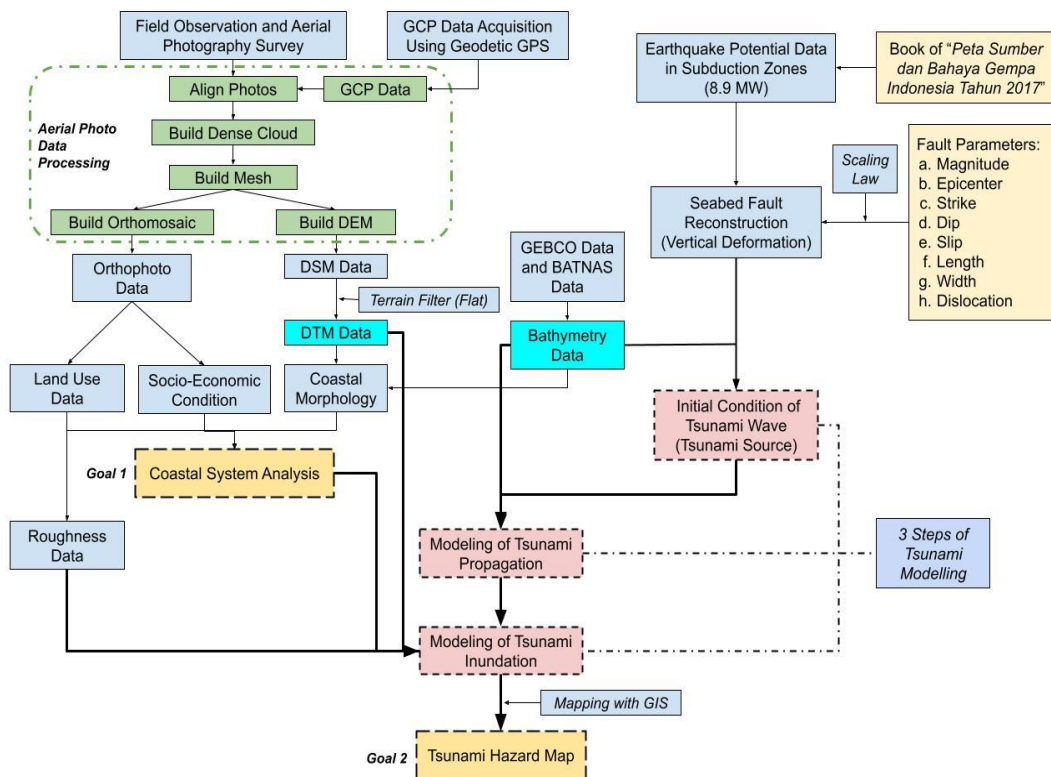 Field Observation and Aerial
Photography Survey
GCP Data Acquisition
Using Geodetic GPS
Earthquake Potential Data
in Subduction Zones
(8.9 MW)
Book of “Peta Sumber
dan Bahaya Gempa
Indonesia Tahun 2017”
Align Photos
GCP Data
Aerial Photo
Data
Processing
Build Dense Cloud
Build Mesh
Build Orthomosaic
Build DEM
Scaling
Law
Fault Parameters:
a. Magnitude
b. Epicenter
c. Strike
d. Dip
e. Slip
f. Length
g. Width
h. Dislocation
Seabed Fault
Reconstruction
(Vertical Deformation)
Orthophoto
Data
DSM Data
GEBCO Data
and BATNAS
Data
Terrain Filter (Flat)
DTM Data
Bathymetry
Data
Land Use
Data
Socio-Economic
Condition
Coastal
Morphology
Initial Condition of
Tsunami Wave
(Tsunami Source)
Goal 1
Coastal System Analysis
Roughness
Data
Modeling of Tsunami
Propagation
3 Steps of
Tsunami
Modelling
Modeling of Tsunami
Inundation
Mapping with GIS
Goal 2
Tsunami Hazard Map